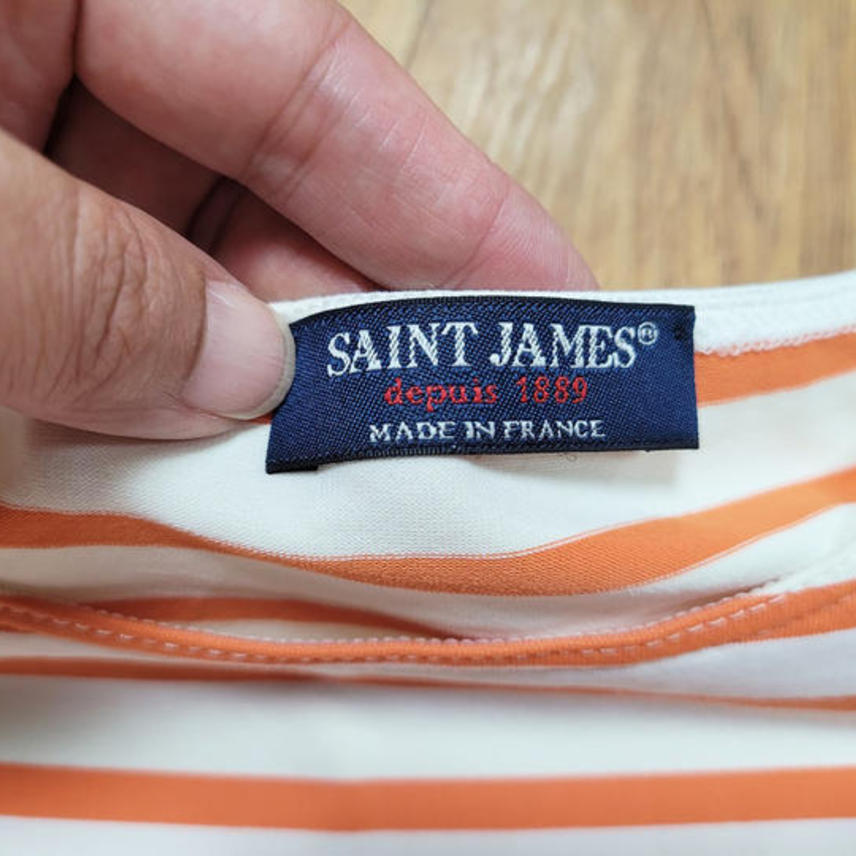 SAINT JAMES®
depuis 1889
MADE IN FRANCE